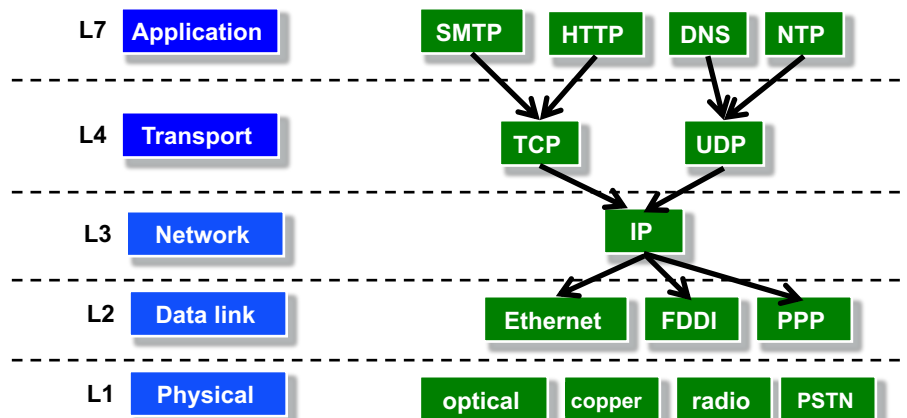 L7 Application SMTP HTTP DNS NTP
L4 Transport TCP UDP
L3 Network IP
L2 Data link Ethernet FDDI PPP
L1 Physical optical copper radio PSTN